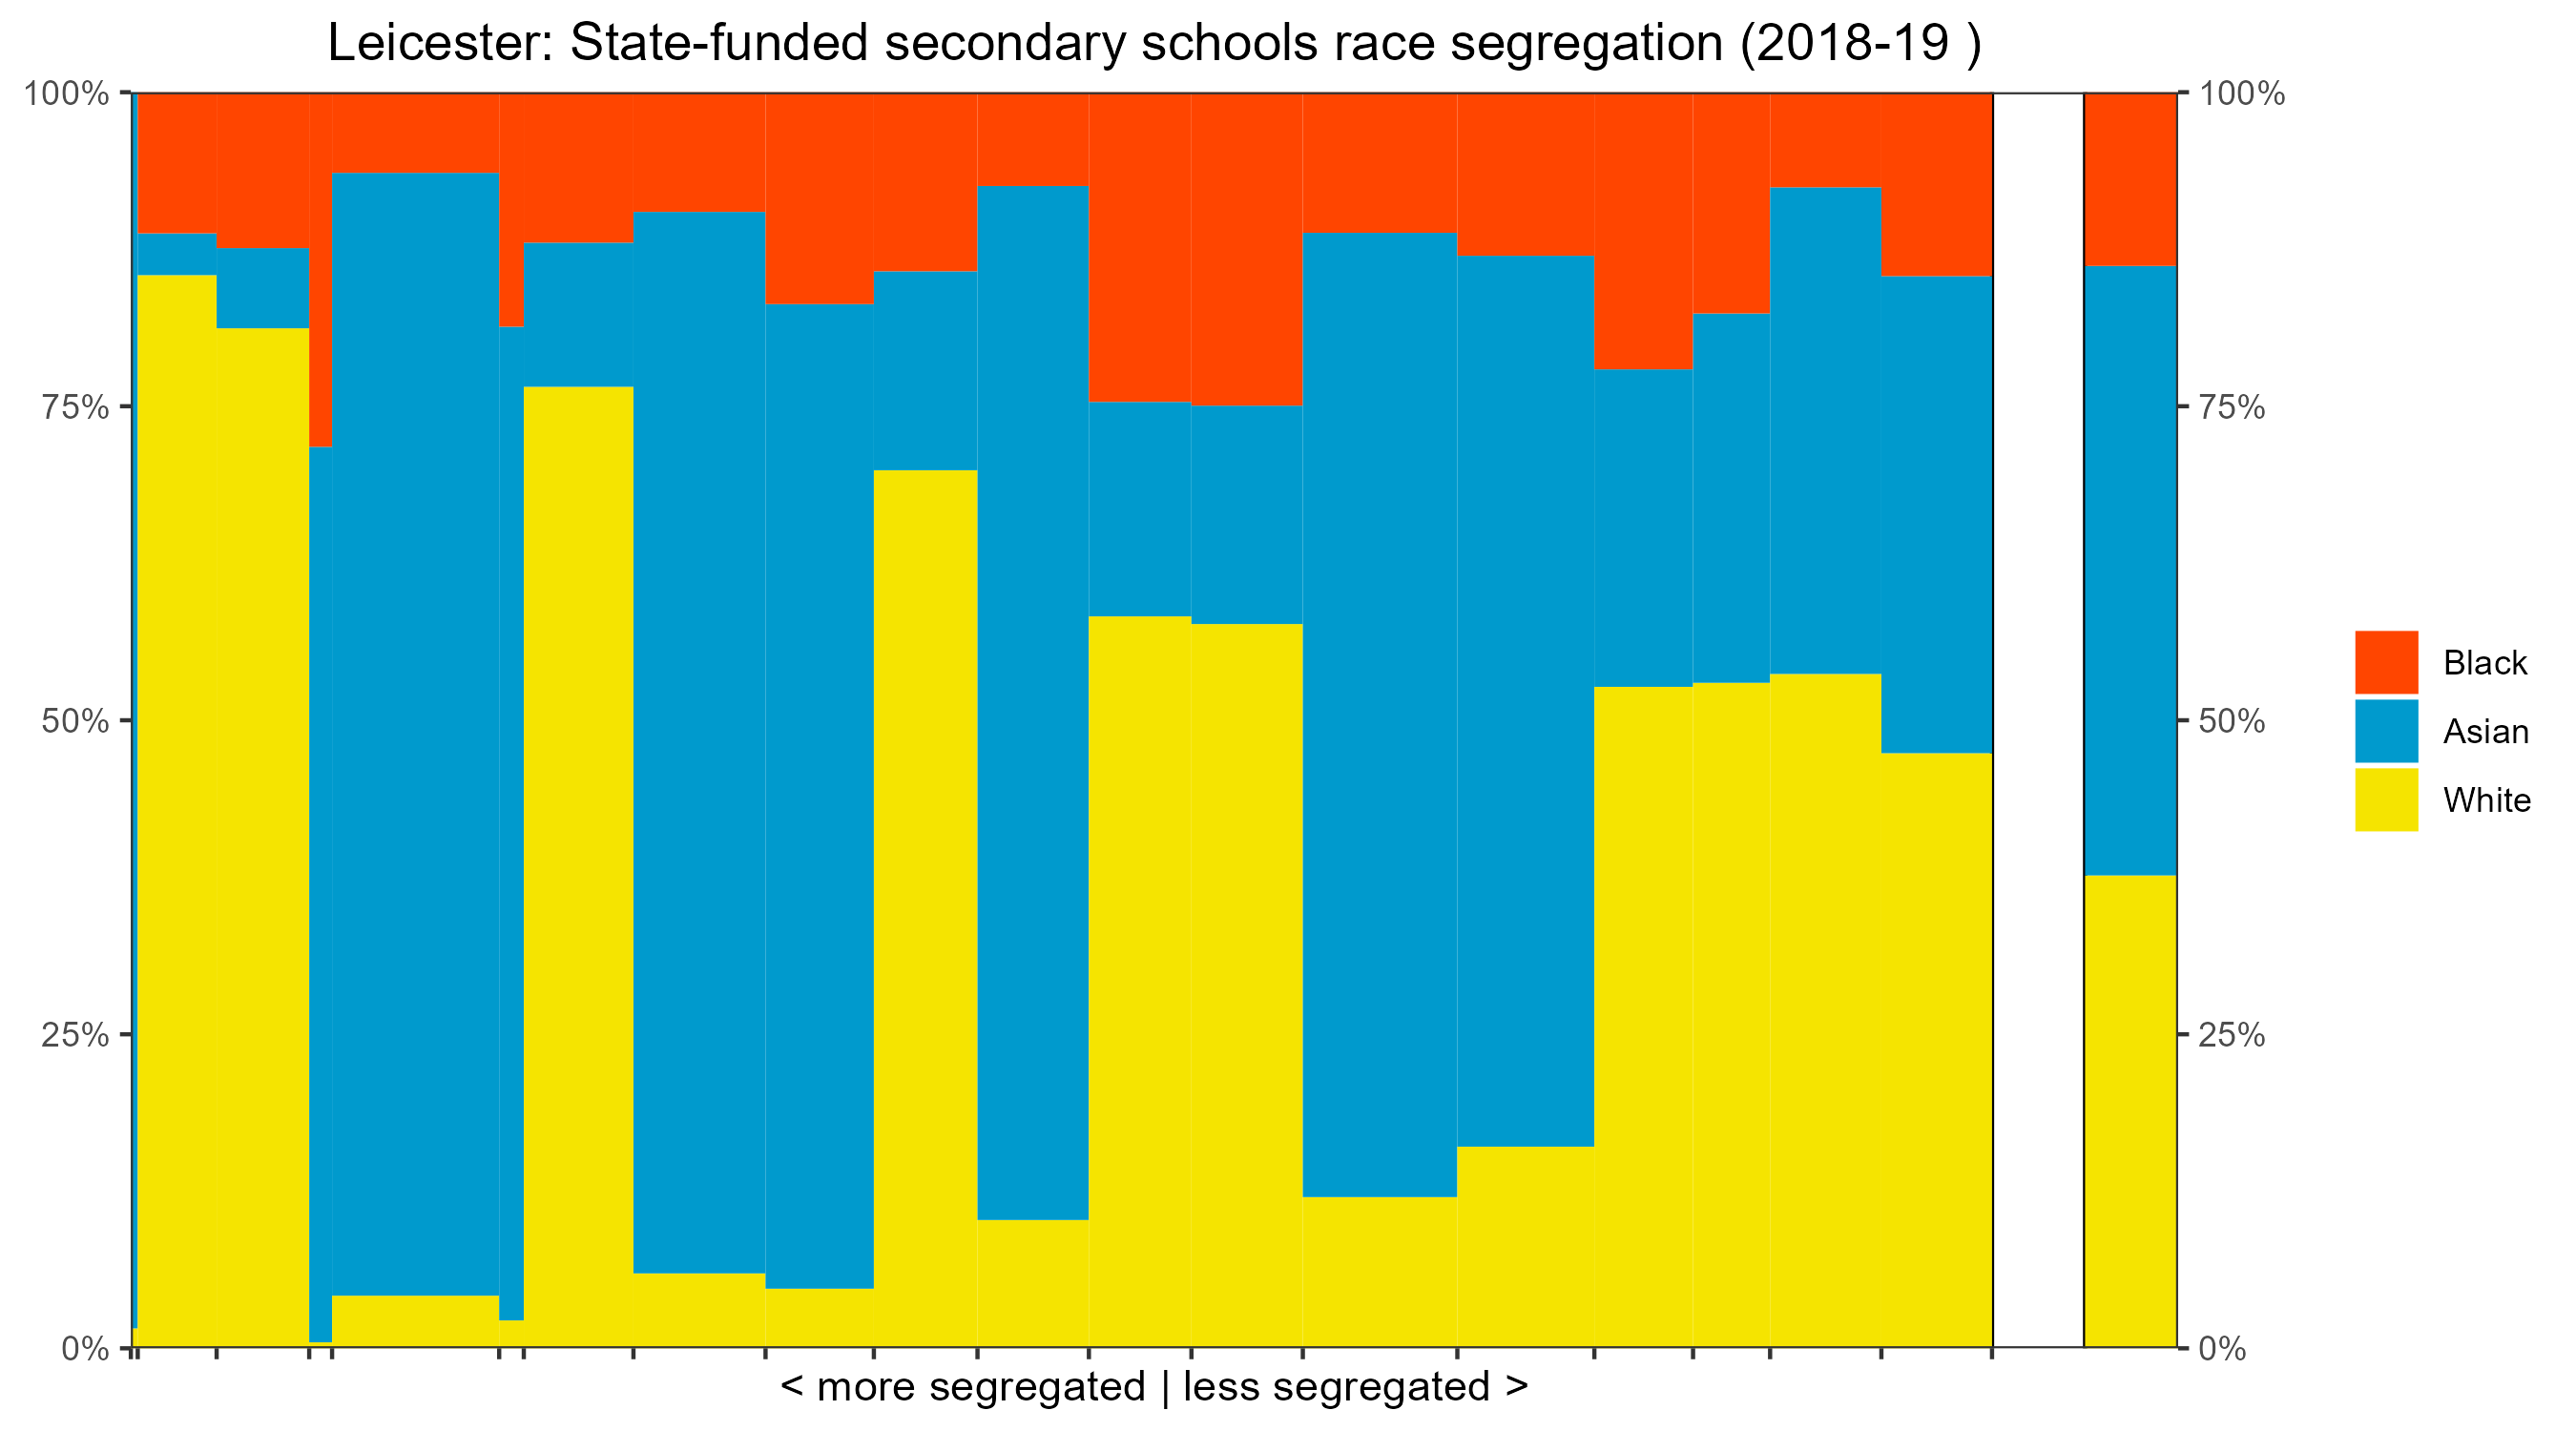 Leicester: State-funded secondary schools race segregation (2018-19 )
100%
75%
50%
25%
0%
100%
75%
50%
25%
0%
Black
Asian
White
< more segregated | less segregated >